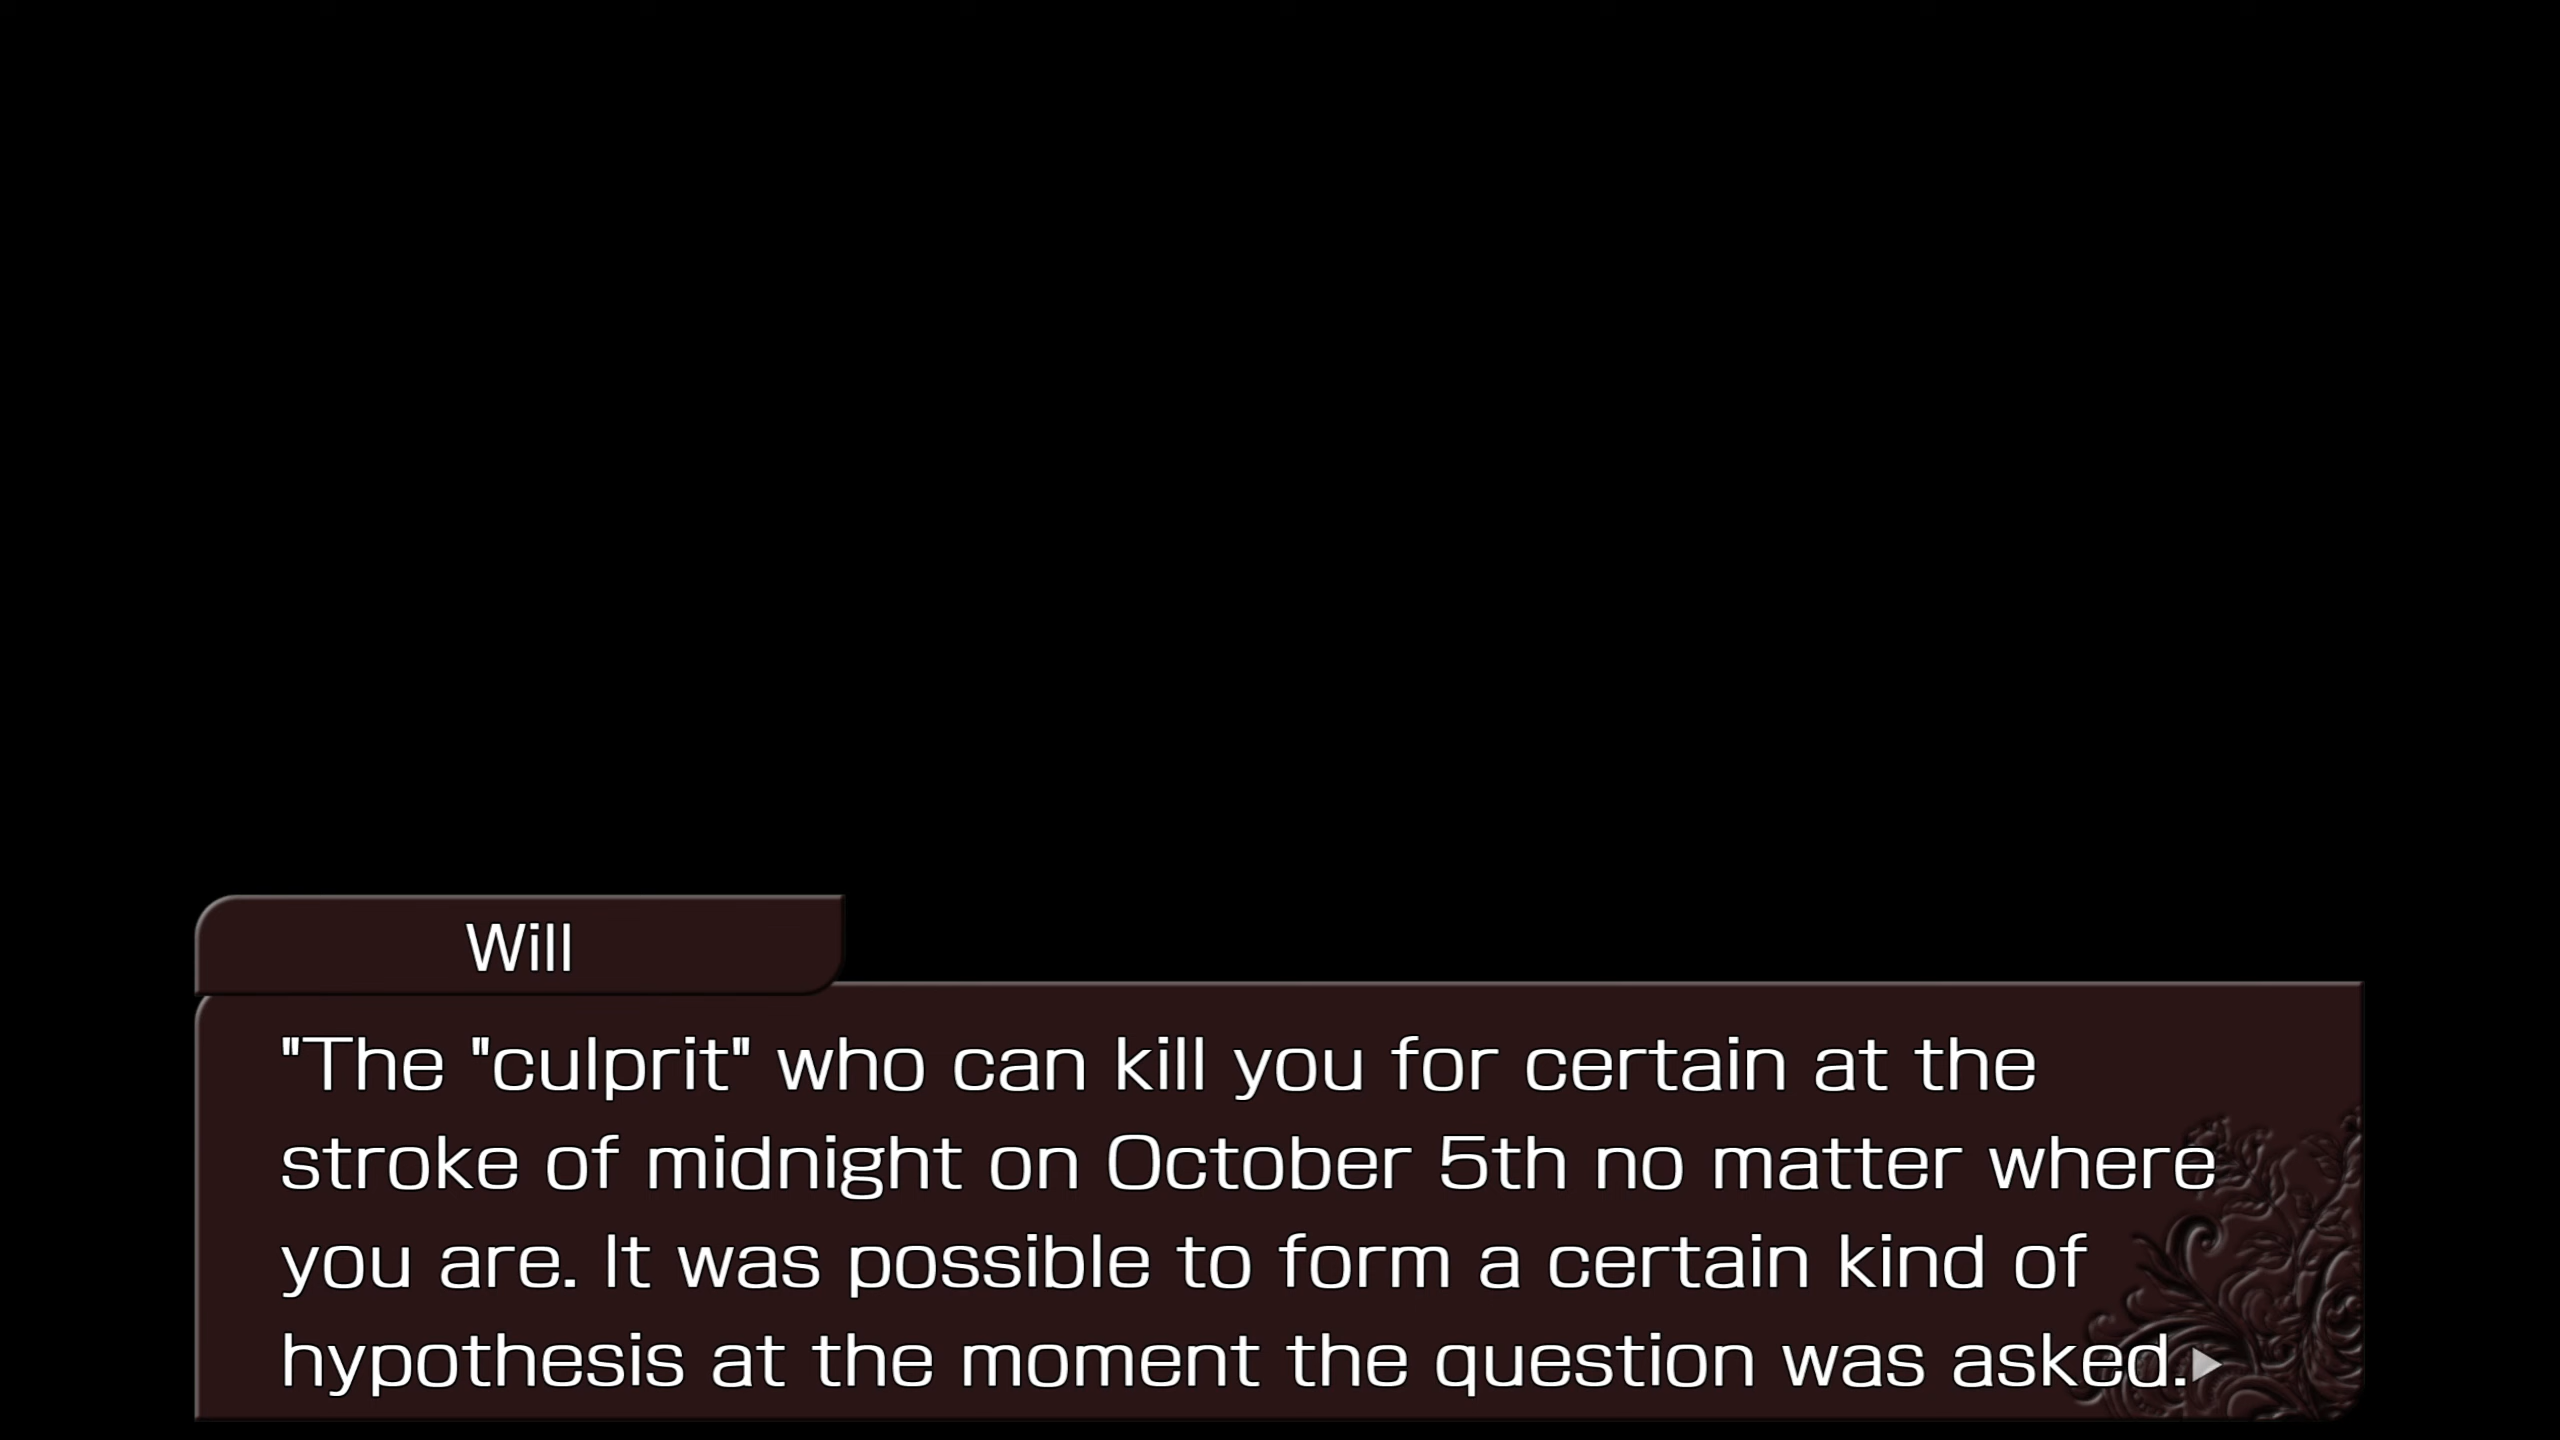 Will
"The "culprit" who can kill you for certain at the
stroke of midnight on October 5th no matter where
you are. It was possible to form a certain kind of
hypothesis at the moment the question was asked.